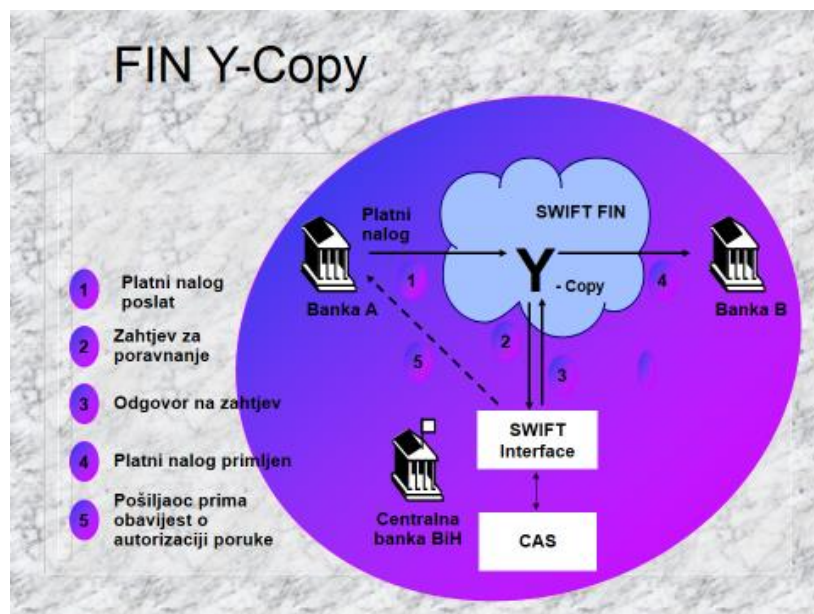 FIN Y-Copy
Platni
nalog
SWIFT FIN
Y
- Copy
1
4
Banka A
Banka B
2
5
3
SWIFT
Interface
Centralna
banka BiH
CAS
1
Platni nalog
poslat
2
Zahtjev za
poravnanje
3
Odgovor na zahtjev
4
Platni nalog primljen
5
Pošiljaoc prima
obavijest o
autorizaciji poruke